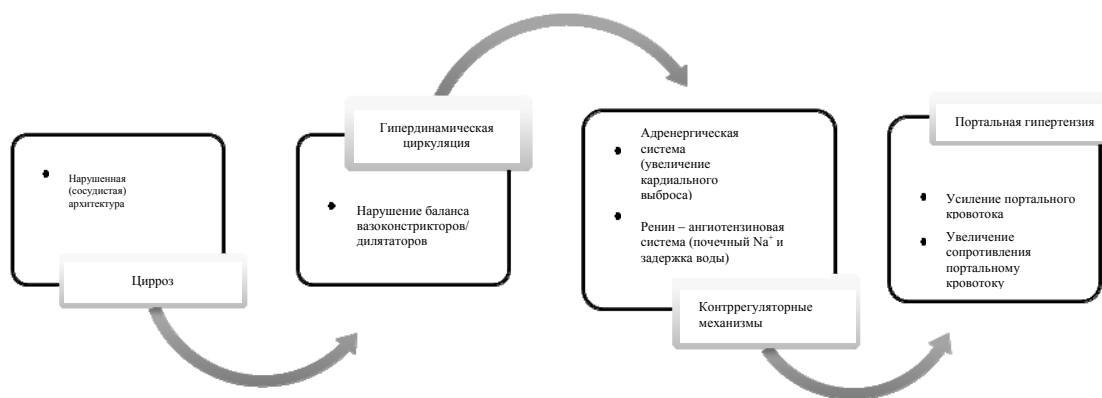 Нарушенная
(сосудистая)
архитектура
Цирроз
Гипердинамическая
циркуляция
Нарушение баланса
вазоконстрикторов/
дилятаторов
Адренергическая
система
(увеличение
кардиального
выброса)
Ренин – ангиотензиновая
система (почечный Na⁺ и
задержка воды)
Контррегуляторные
механизмы
Портальная гипертензия
Усиление портального
кровотока
Увеличение
сопротивления
портальному
кровотоку